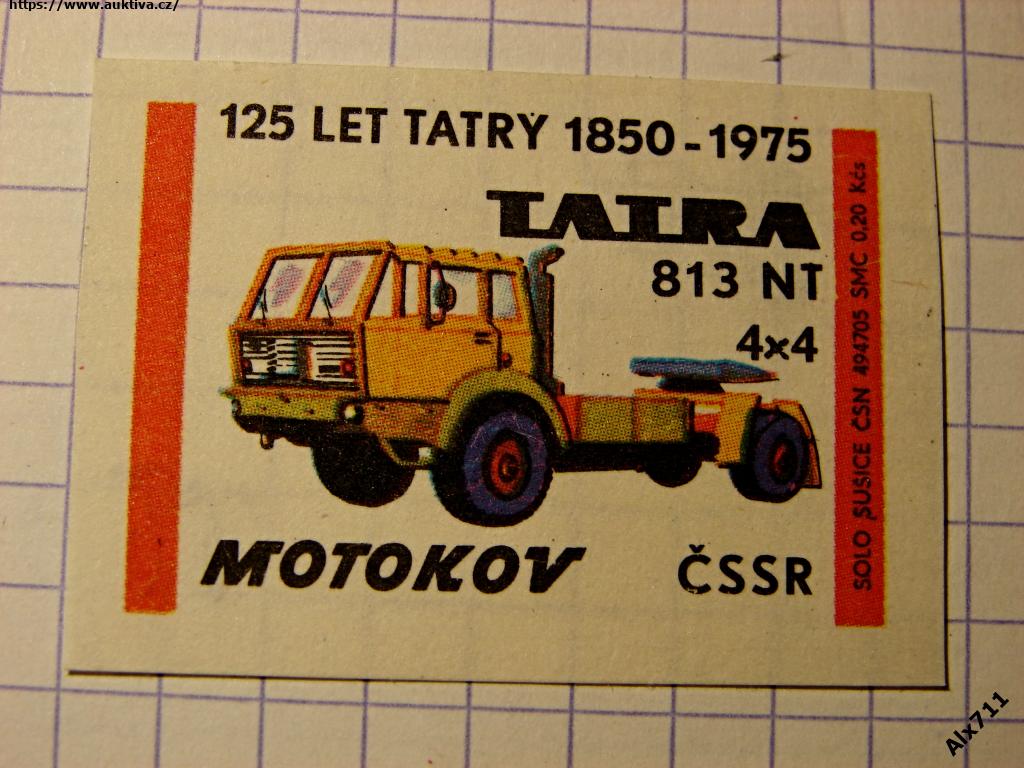 https://www.auktiva.cz/
125 LET TATRY 1850-1975
TATRA
813 NT
4x4
MOTOKOV
ČSSR
SOLO SUŠICE ČSN 494705 SMC 0,20 Kčs
Alx711